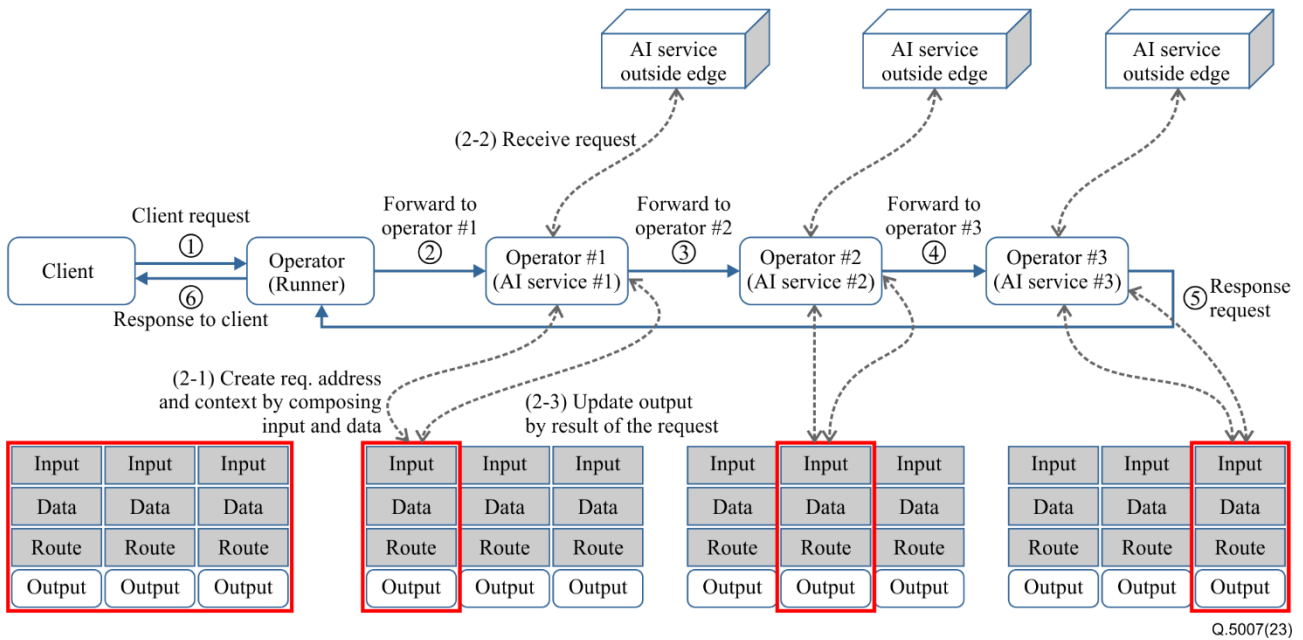 AI service
outside edge
AI service
outside edge
AI service
outside edge
(2-2) Receive request
Client request
①
Forward to
operator #1
②
Forward to
operator #2
③
Forward to
operator #3
④
Client
Operator
(Runner)
Operator #1
(AI service #1)
Operator #2
(AI service #2)
Operator #3
(AI service #3)
⑥
Response to client
⑤ Response
request
(2-1) Create req. address
and context by composing
input and data
(2-3) Update output
by result of the request
Input Input Input
Data Data Data
Route Route Route
Output Output Output
Input Input Input
Data Data Data
Route Route Route
Output Output Output
Input Input Input
Data Data Data
Route Route Route
Output Output Output
Input Input Input
Data Data Data
Route Route Route
Output Output Output
Q.5007(23)